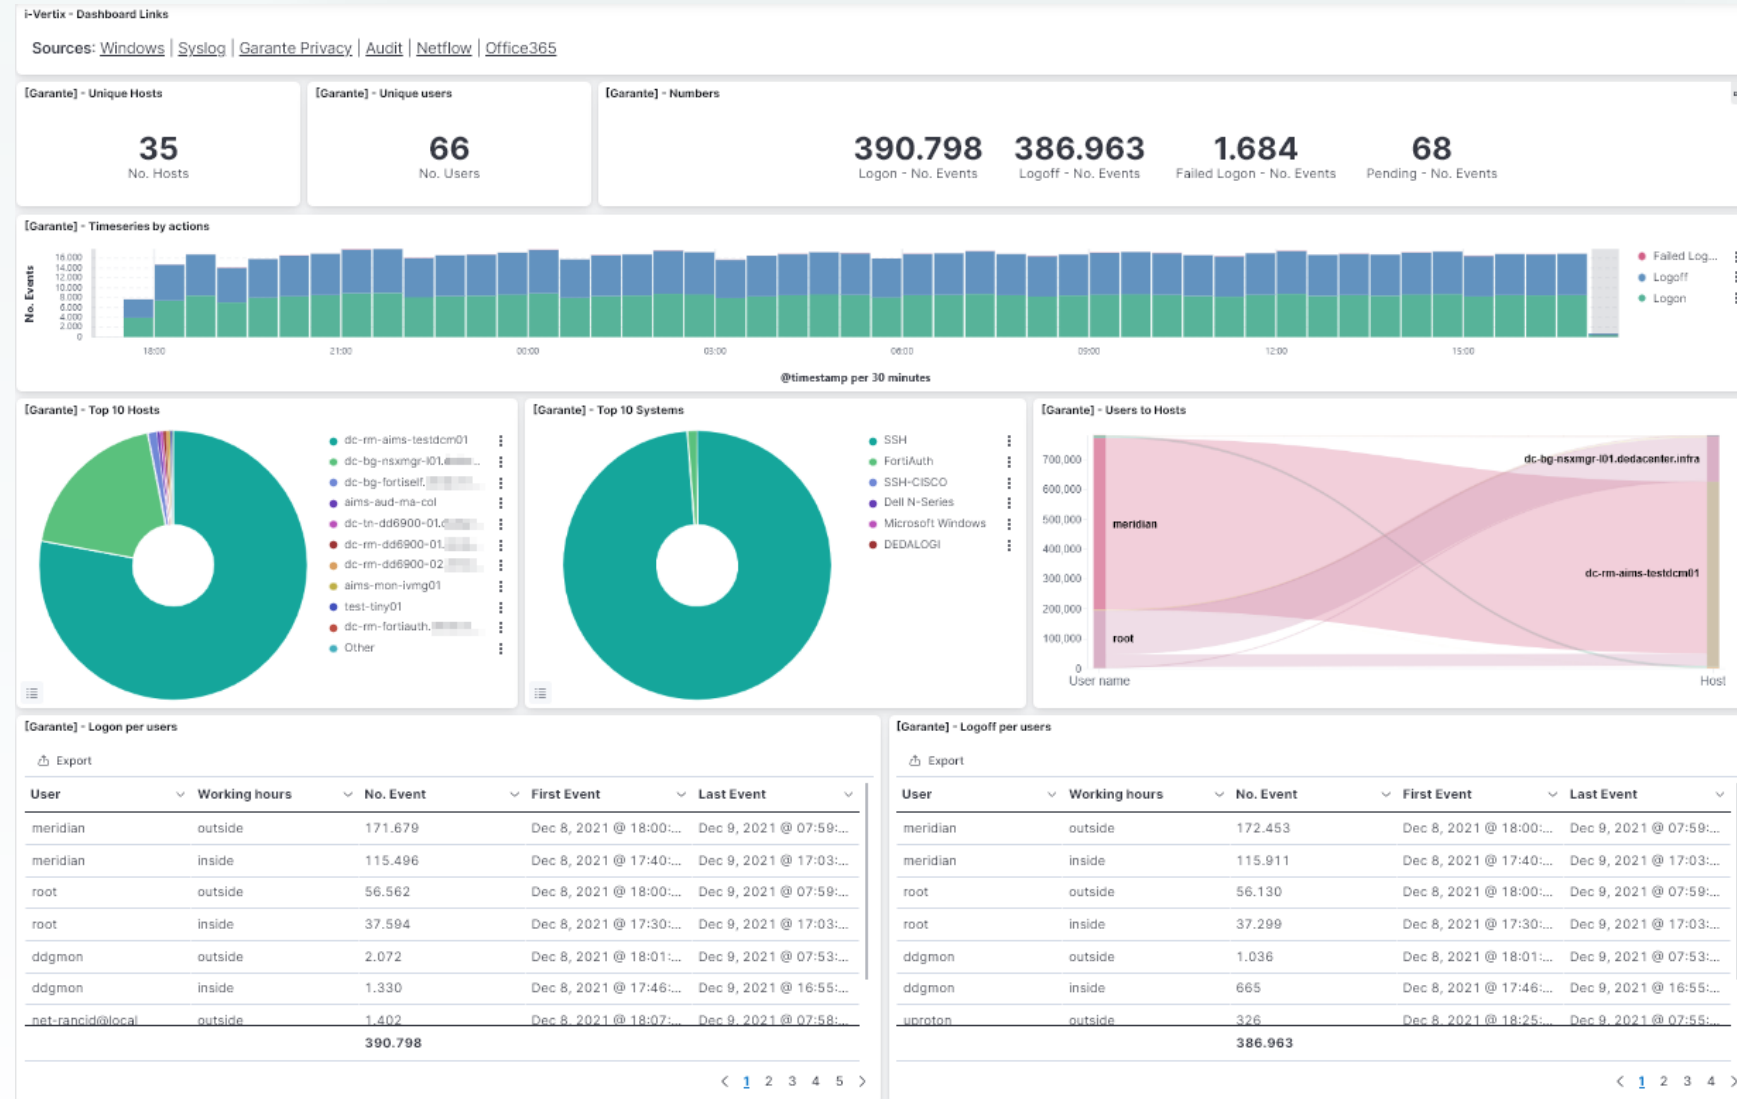 i-Vertix - Dashboard Links
Sources: Windows | Syslog | Garante Privacy | Audit | Netflow | Office365
[Garante] - Unique Hosts
35
No. Hosts
[Garante] - Unique users
66
No. Users
[Garante] - Numbers
390.798 386.963 1.684 68
Logon - No. Events Logoff - No. Events Failed Logon - No. Events Pending - No. Events
[Garante] - Timeseries by actions
No. Events
16.000
14.000
12.000
10.000
8.000
6.000
4.000
2.000
0
18:00 21:00 00:00 03:00 06:00 09:00 12:00 15:00
@timestamp per 30 minutes
Failed Log...
Logoff
Logon
[Garante] - Top 10 Hosts
dc-rm-aims-testdcm01
dc-bg-nsxmgr-l01.
dc-bg-fortiself.
aims-aud-ma-col
dc-tn-dd6900-01.
dc-rm-dd6900-01.
dc-rm-dd6900-02
aims-mon-ivmg01
test-tiny01
dc-rm-fortiauth.
Other
[Garante] - Top 10 Systems
SSH
FortiAuth
SSH-CISCO
Dell N-Series
Microsoft Windows
DEDALOGI
[Garante] - Users to Hosts
700,000
600,000
500,000
400,000
300,000
200,000
100,000
0
meridian
root
dc-bg-nsxmgr-l01.dedacenter.infra
dc-rm-aims-testdcm01
User name Host
[Garante] - Logon per users
Export
User Working hours No. Event First Event Last Event
meridian outside 171.679 Dec 8, 2021 @ 18:00:... Dec 9, 2021 @ 07:59:...
meridian inside 115.496 Dec 8, 2021 @ 17:40:... Dec 9, 2021 @ 17:03:...
root outside 56.562 Dec 8, 2021 @ 18:00:... Dec 9, 2021 @ 07:59:...
root inside 37.594 Dec 8, 2021 @ 17:30:... Dec 9, 2021 @ 17:03:...
ddgmon outside 2.072 Dec 8, 2021 @ 18:01:... Dec 9, 2021 @ 07:53:...
ddgmon inside 1.330 Dec 8, 2021 @ 17:46:... Dec 9, 2021 @ 16:55:...
net-rancid@local outside 1.402 Dec 8, 2021 @ 18:07:... Dec 9, 2021 @ 07:58:...
390.798
1 2 3 4 5
[Garante] - Logoff per users
Export
User Working hours No. Event First Event Last Event
meridian outside 172.453 Dec 8, 2021 @ 18:00:... Dec 9, 2021 @ 07:59:...
meridian inside 115.911 Dec 8, 2021 @ 17:40:... Dec 9, 2021 @ 17:03:...
root outside 56.130 Dec 8, 2021 @ 18:00:... Dec 9, 2021 @ 07:59:...
root inside 37.299 Dec 8, 2021 @ 17:30:... Dec 9, 2021 @ 17:03:...
ddgmon outside 1.036 Dec 8, 2021 @ 18:01:... Dec 9, 2021 @ 07:53:...
ddgmon inside 665 Dec 8, 2021 @ 17:46:... Dec 9, 2021 @ 16:55:...
uproton outside 326 Dec 8, 2021 @ 18:25:... Dec 9, 2021 @ 07:55:...
386.963
1 2 3 4